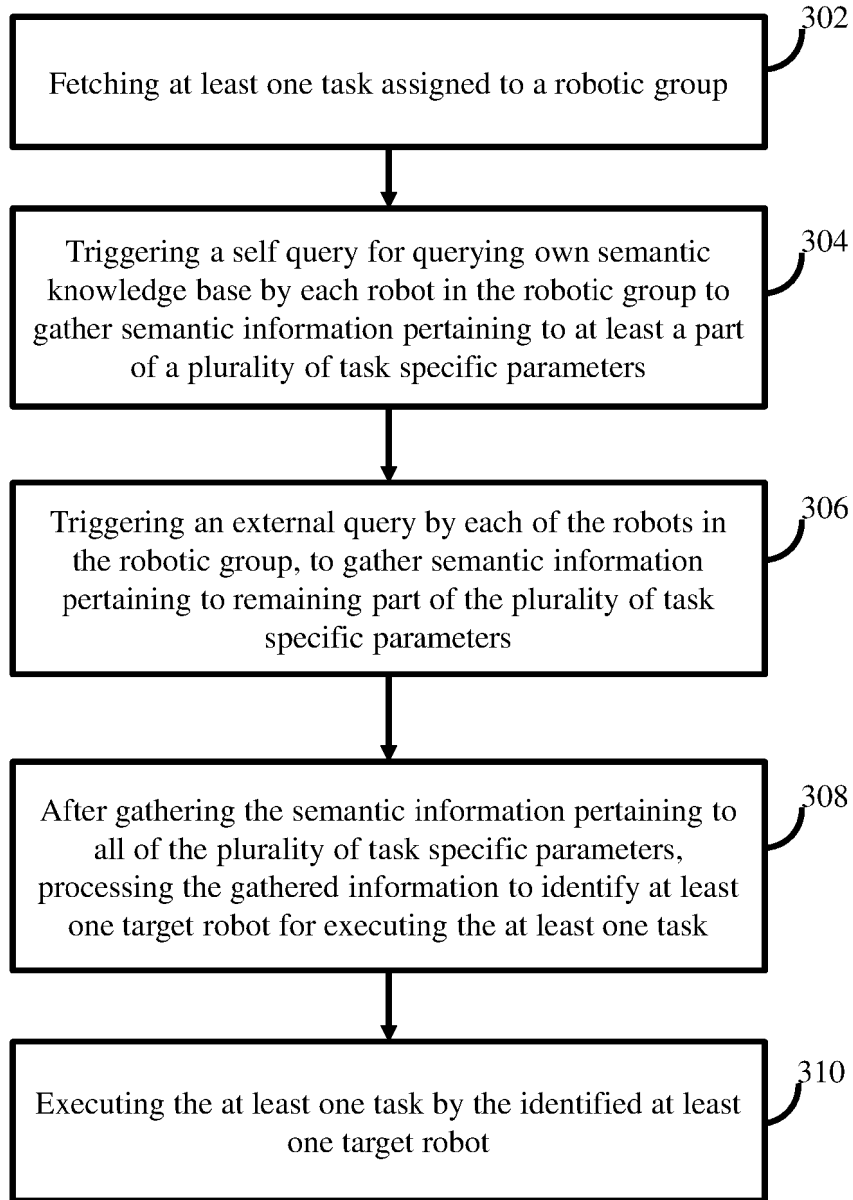 302
Fetching at least one task assigned to a robotic group
304
Triggering a self query for querying own semantic
knowledge base by each robot in the robotic group to
gather semantic information pertaining to at least a part
of a plurality of task specific parameters
306
Triggering an external query by each of the robots in
the robotic group, to gather semantic information
pertaining to remaining part of the plurality of task
specific parameters
308
After gathering the semantic information pertaining to
all of the plurality of task specific parameters,
processing the gathered information to identify at least
one target robot for executing the at least one task
310
Executing the at least one task by the identified at least
one target robot